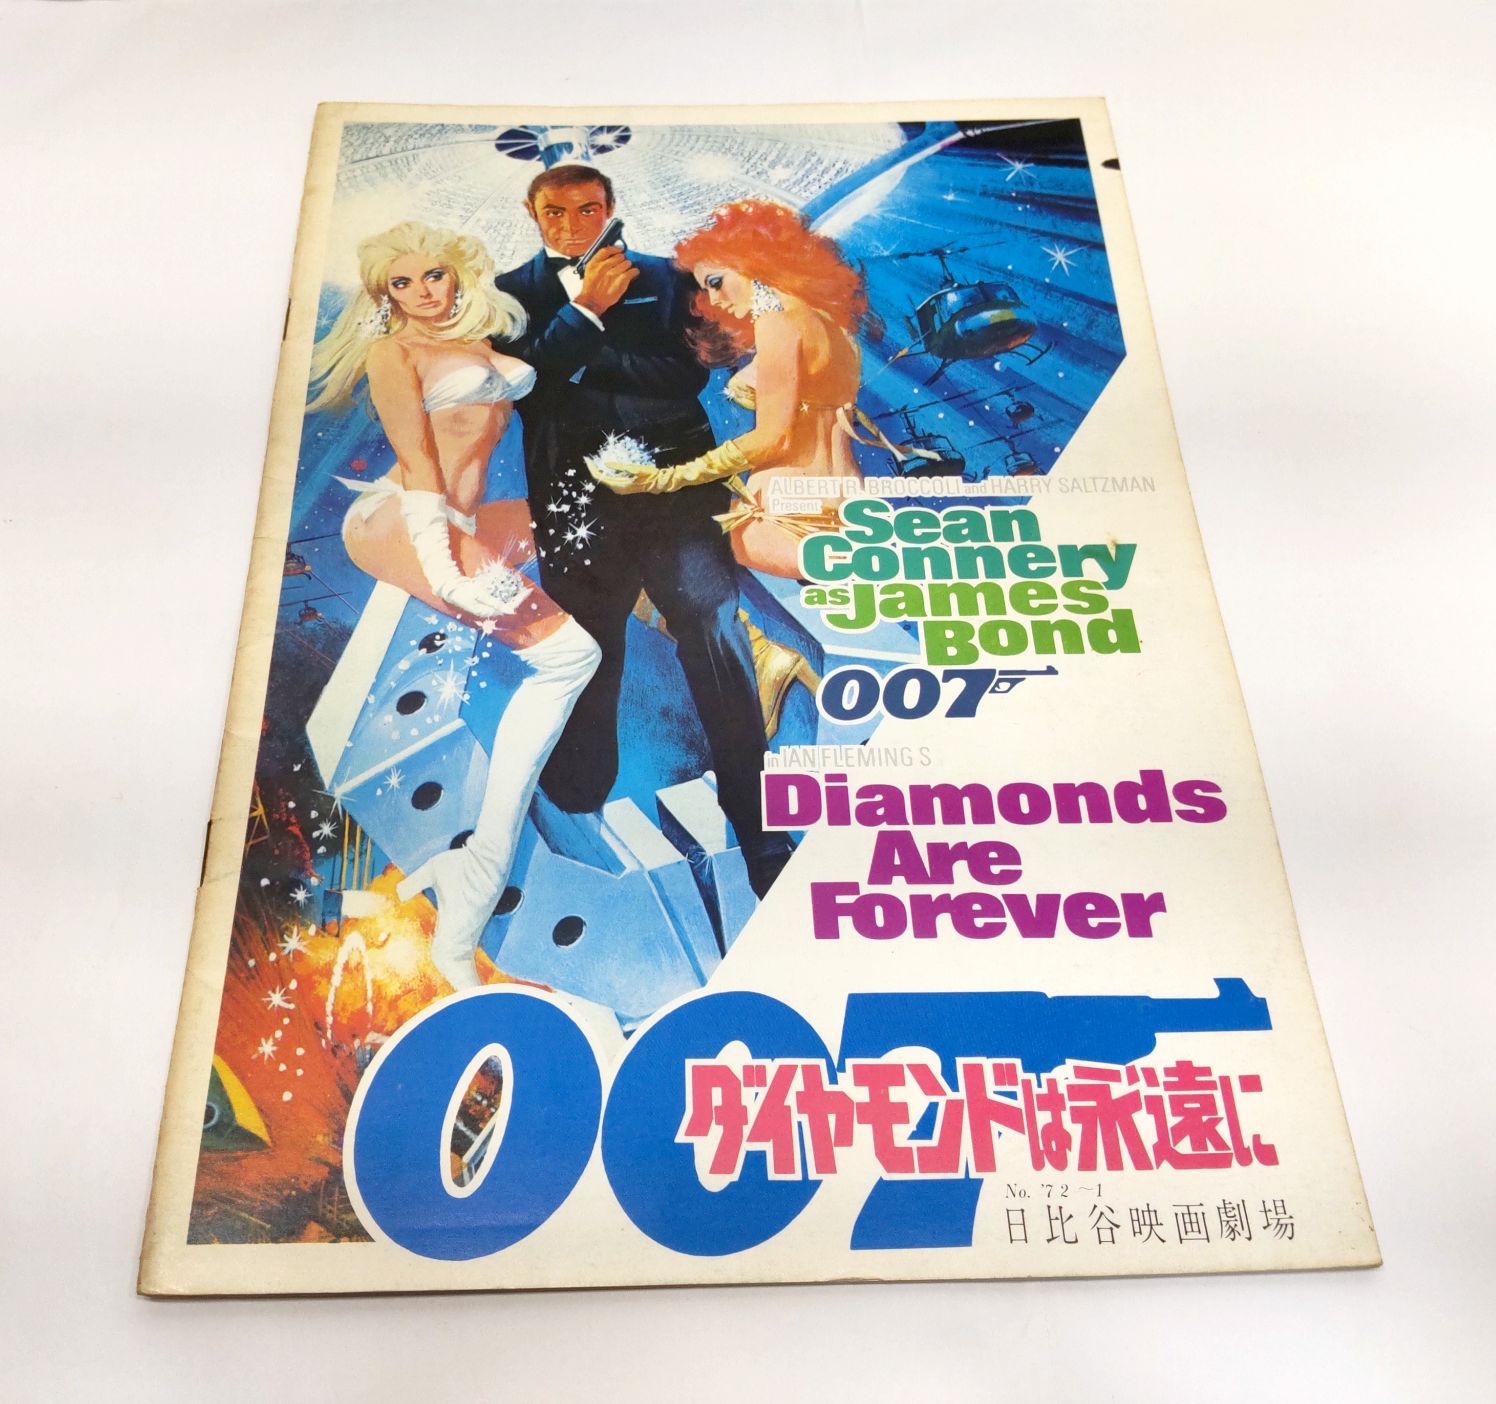 ALBERT R. BROCCOLI and HARRY SALTZMAN
Present
Sean
Connery
as James
Bond
007
in IAN FLEMING S
Diamonds
Are
Forever
007
ダイヤモンドは永遠に
No. '72～1
日比谷映画劇場